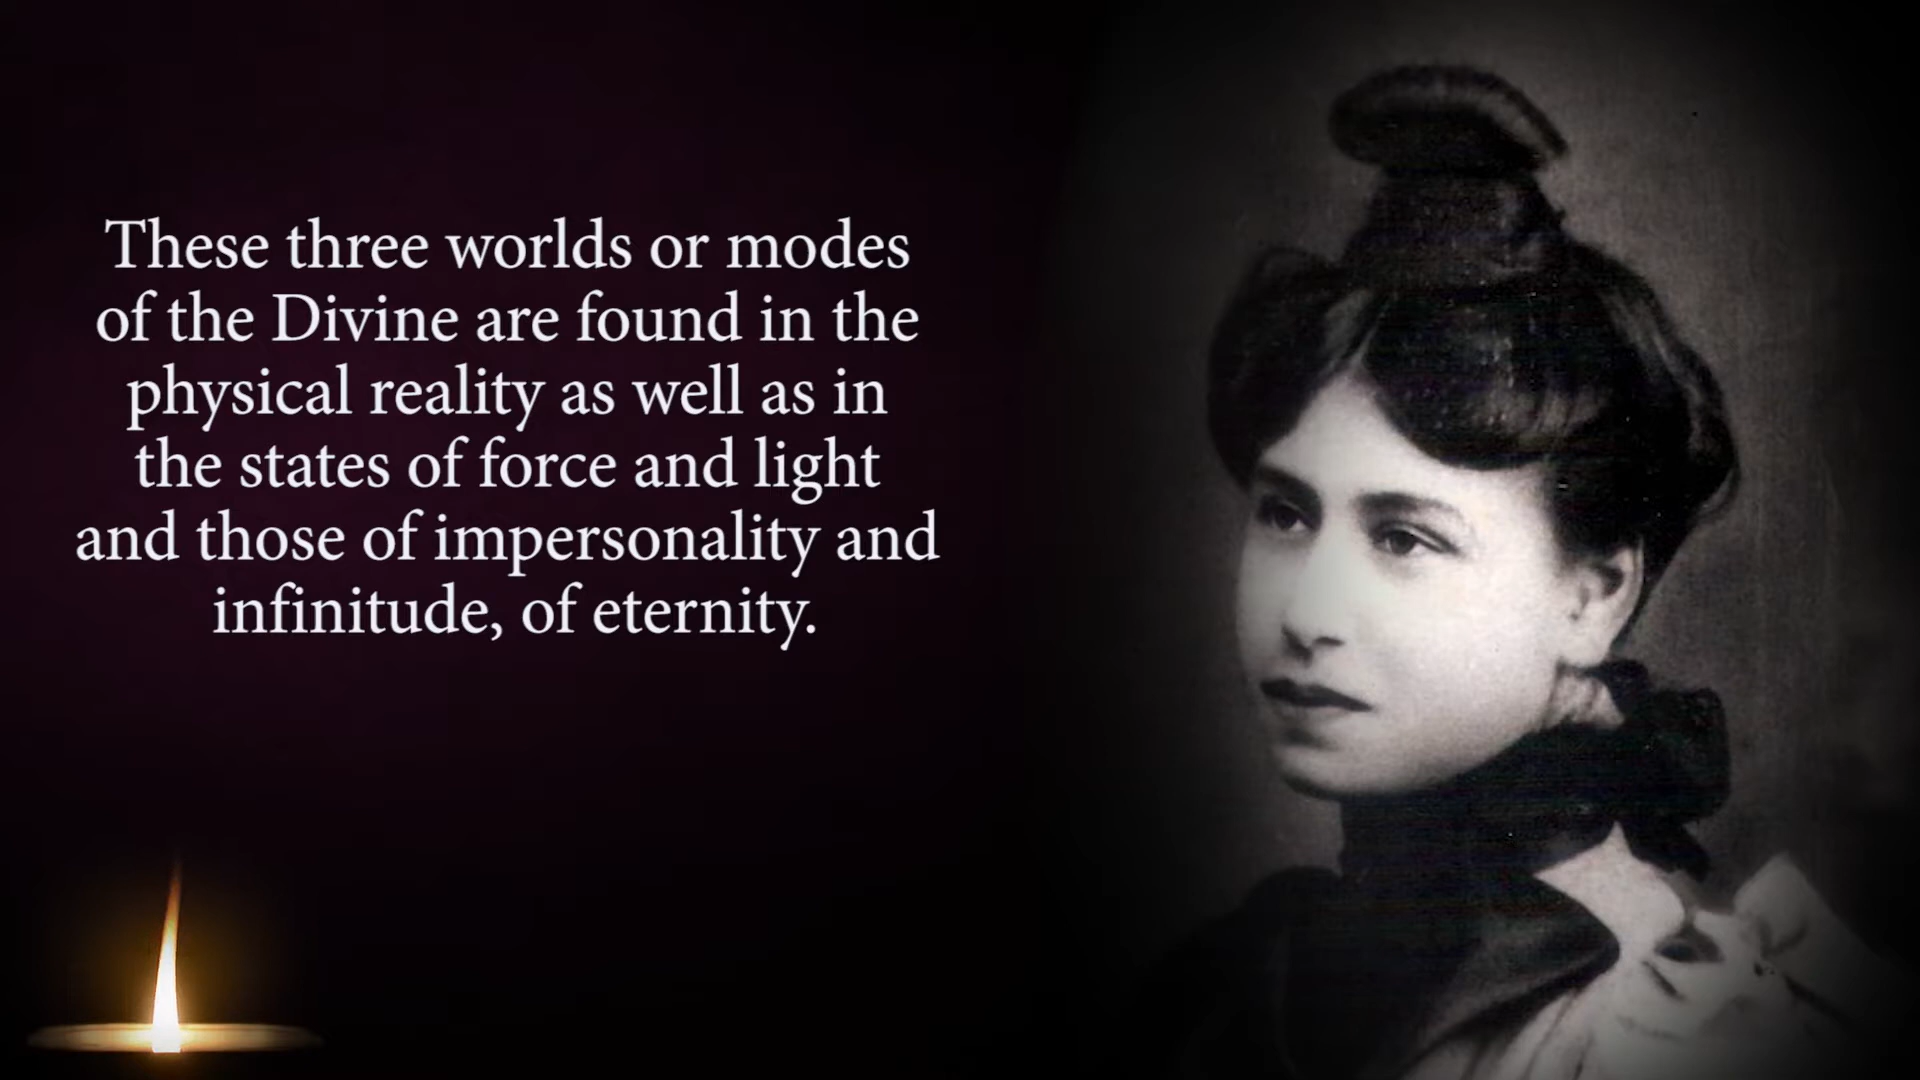 These three worlds or modes
of the Divine are found in the
physical reality as well as in
the states of force and light
and those of impersonality and
infinitude, of eternity.